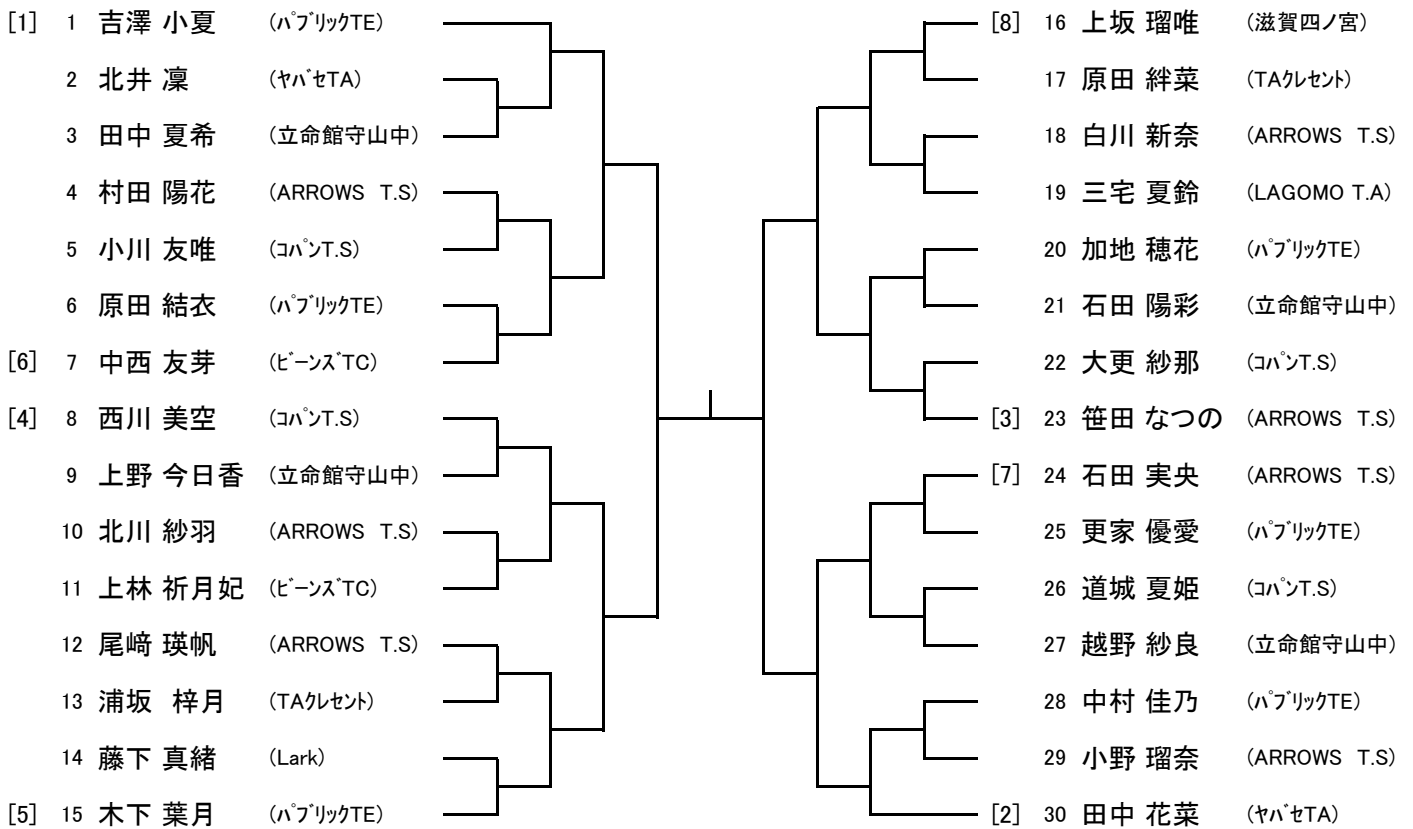 [1] 1 吉澤 小夏 (ﾊﾟﾌﾞﾘｯｸTE)
2 北井 凜 (ﾔﾊﾞｾTA)
3 田中 夏希 (立命館守山中)
4 村田 陽花 (ARROWS T.S)
5 小川 友唯 (ｺﾊﾟﾝT.S)
6 原田 結衣 (ﾊﾟﾌﾞﾘｯｸTE)
[6] 7 中西 友芽 (ﾋﾞｰﾝｽﾞTC)
[4] 8 西川 美空 (ｺﾊﾟﾝT.S)
9 上野 今日香 (立命館守山中)
10 北川 紗羽 (ARROWS T.S)
11 上林 祈月妃 (ﾋﾞｰﾝｽﾞTC)
12 尾﨑 瑛帆 (ARROWS T.S)
13 浦坂 梓月 (TAｸﾚｾﾝﾄ)
14 藤下 真緒 (Lark)
[5] 15 木下 葉月 (ﾊﾟﾌﾞﾘｯｸTE)
[8] 16 上坂 瑠唯 (滋賀四ノ宮)
17 原田 絆菜 (TAｸﾚｾﾝﾄ)
18 白川 新奈 (ARROWS T.S)
19 三宅 夏鈴 (LAGOMO T.A)
20 加地 穂花 (ﾊﾟﾌﾞﾘｯｸTE)
21 石田 陽彩 (立命館守山中)
22 大更 紗那 (ｺﾊﾟﾝT.S)
[3] 23 笹田 なつの (ARROWS T.S)
[7] 24 石田 実央 (ARROWS T.S)
25 更家 優愛 (ﾊﾟﾌﾞﾘｯｸTE)
26 道城 夏姫 (ｺﾊﾟﾝT.S)
27 越野 紗良 (立命館守山中)
28 中村 佳乃 (ﾊﾟﾌﾞﾘｯｸTE)
29 小野 瑠奈 (ARROWS T.S)
[2] 30 田中 花菜 (ﾔﾊﾞｾTA)